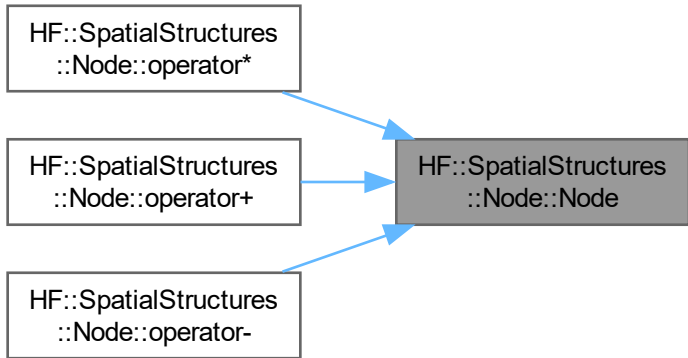 HF::SpatialStructures
::Node::operator*
HF::SpatialStructures
::Node::operator+
HF::SpatialStructures
::Node::Node
HF::SpatialStructures
::Node::operator-